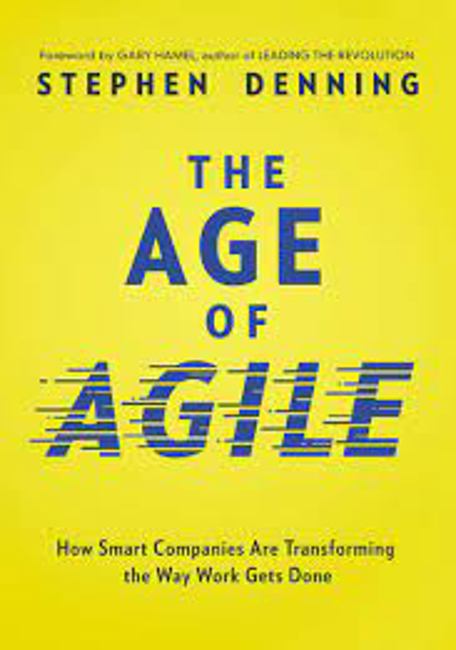 Foreword by GARY HAMEL, author of LEADING THE REVOLUTION
STEPHEN DENNING
THE
AGE
OF
AGILE
How Smart Companies Are Transforming
the Way Work Gets Done